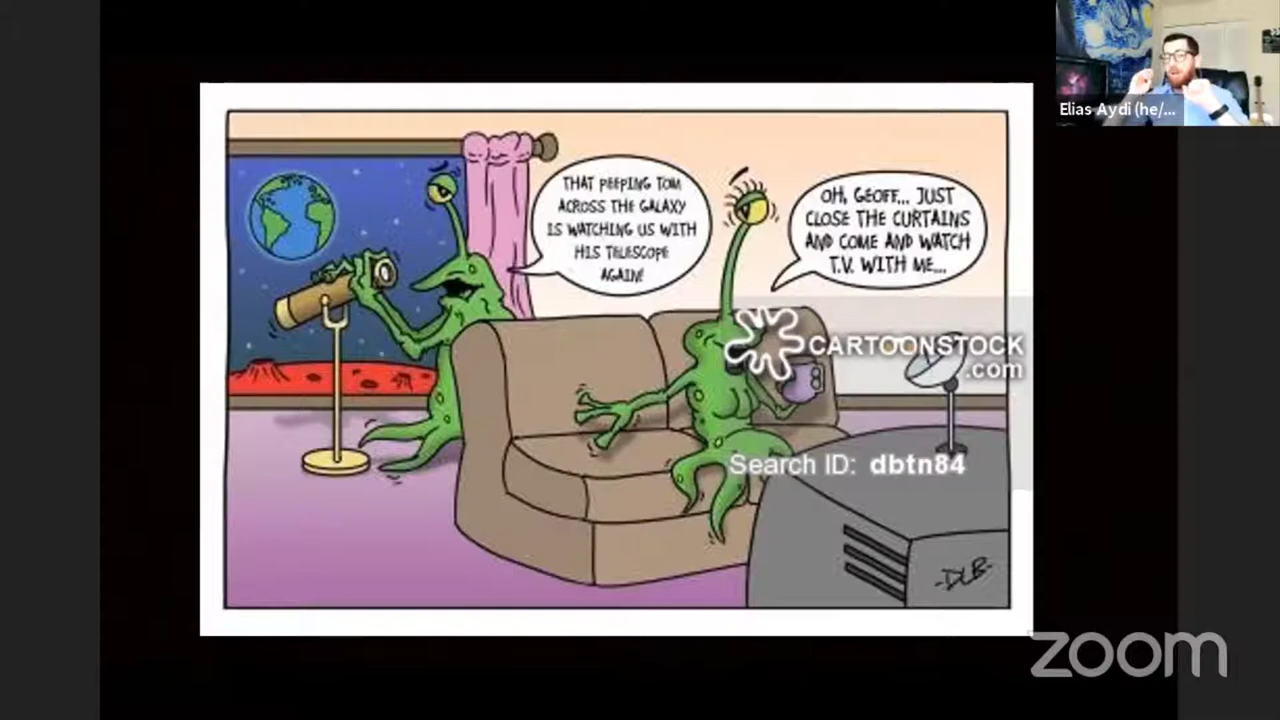 Elias Aydi (he/...
THAT PEEPING TOM
ACROSS THE GALAXY
IS WATCHING US WITH
HIS TELESCOPE
AGAIN!
OH, GEOFF... JUST
CLOSE THE CURTAINS
AND COME AND WATCH
T.V. WITH ME...
CARTOONSTOCK
.com
Search ID: dbtn84
-DLB-
zoom